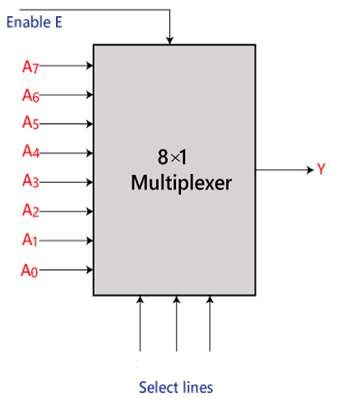 Enable E
A7
A6
A5
A4
A3
A2
A1
A0
8×1
Multiplexer
Y
Select lines